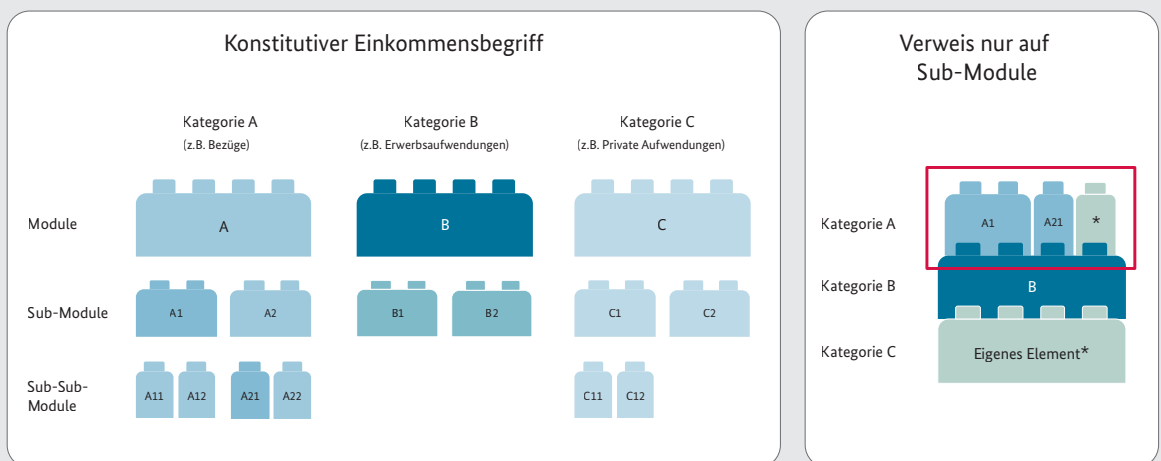 Konstitutiver Einkommensbegriff
Kategorie A
(z.B. Bezüge)
Kategorie B
(z.B. Erwerbsaufwendungen)
Kategorie C
(z.B. Private Aufwendungen)
Module
A
B
C
Sub-Module
A1
A2
B1
B2
C1
C2
Sub-Sub-
Module
A11
A12
A21
A22
C11
C12
Verweis nur auf
Sub-Module
Kategorie A
A1
A21
*
Kategorie B
B
Kategorie C
Eigenes Element*